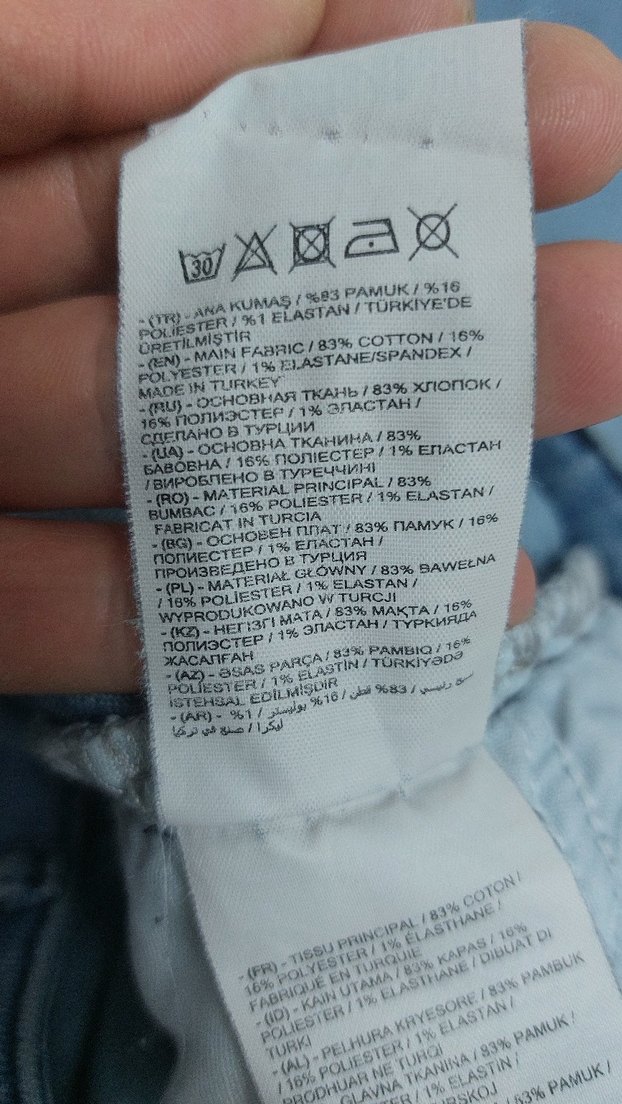 30
- (TR) - ANA KUMAŞ / %83 PAMUK / %16
POLİESTER / %1 ELASTAN / TÜRKİYE'DE
ÜRETİLMİŞTİR
- (EN) - MAIN FABRIC / 83% COTTON / 16%
POLYESTER / 1% ELASTANE/SPANDEX /
MADE IN TURKEY
- (RU) - ОСНОВНАЯ ТКАНЬ / 83% ХЛОПОК /
16% ПОЛИЭСТЕР / 1% ЭЛАСТАН /
СДЕЛАНО В ТУРЦИИ
- (UA) - ОСНОВНА ТКАНИНА / 83%
БАВОВНА / 16% ПОЛІЕСТЕР / 1% ЕЛАСТАН
/ ВИРОБЛЕНО В ТУРЕЧЧИНІ
- (RO) - MATERIAL PRINCIPAL / 83%
BUMBAC / 16% POLIESTER / 1% ELASTAN /
FABRICAT IN TURCIA
- (BG) - ОСНОВЕН ПЛАТ / 83% ПАМУК / 16%
ПОЛИЕСТЕР / 1% ЕЛАСТАН /
ПРОИЗВЕДЕНО В ТУРЦИЯ
- (PL) - MATERIAŁ GŁÓWNY / 83% BAWEŁNA
/ 16% POLIESTER / 1% ELASTAN /
WYPRODUKOWANO W TURCJI
- (KZ) - НЕГІЗГІ МАТА / 83% МАҚТА / 16%
ПОЛИЭСТЕР / 1% ЭЛАСТАН / ТҮРКИЯДА
ЖАСАЛҒАН
- (AZ) - ƏSAS PARÇA / 83% PAMBIQ / 16%
POLİESTER / 1% ELASTİN / TÜRKİYƏDƏ
İSTEHSAL EDİLMİŞDİR
- (AR) - نسج رئيسي / 83% قطن / 16% بوليستر / 1%
ليكرا / صنع في تركيا
- (FR) - TISSU PRINCIPAL / 83% COTON /
16% POLYESTER / 1% ÉLASTHANE /
FABRIQUÉ EN TURQUIE
- (ID) - KAIN UTAMA / 83% KAPAS / 16%
POLIESTER / 1% ELASTHANE / DIBUAT DI
TURKI
- (AL) - PELHURA KRYESORE / 83% PAMBUK
/ 16% POLIESTER / 1% ELASTAN /
PRODHUAR NE TURQI
GLAVNA TKANINA / 83% PAMUK /
1% ELASTIN /
83% PAMUK /